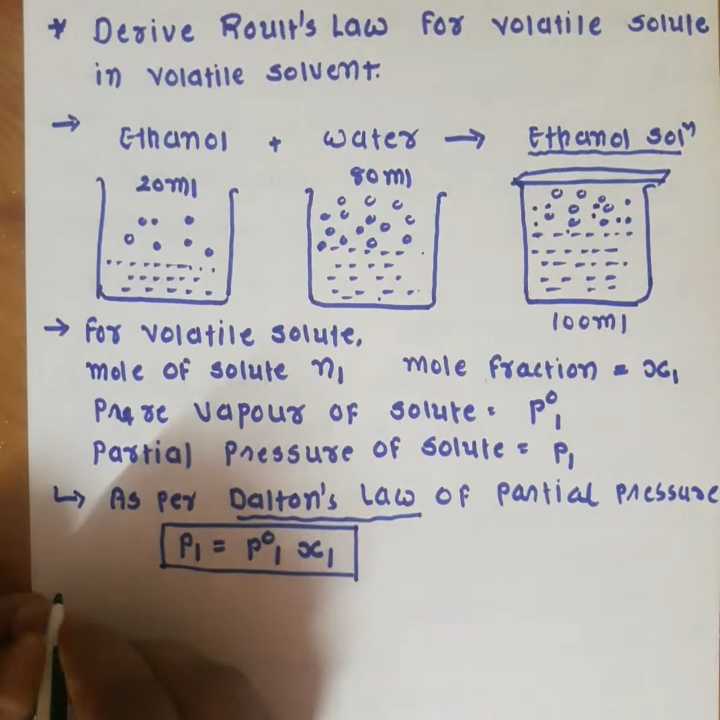 * Derive Roult's Law for volatile solute
in volatile solvent.
→ Ethanol + Water → Ethanol solⁿ
20ml 80ml
100ml
→ for volatile solute,
mole of solute n₁ mole fraction = x₁
Pure vapour of solute = P⁰₁
Partial Pressure of solute = P₁
↳ As per Dalton's Law of partial pressure
P₁ = P⁰₁ x₁